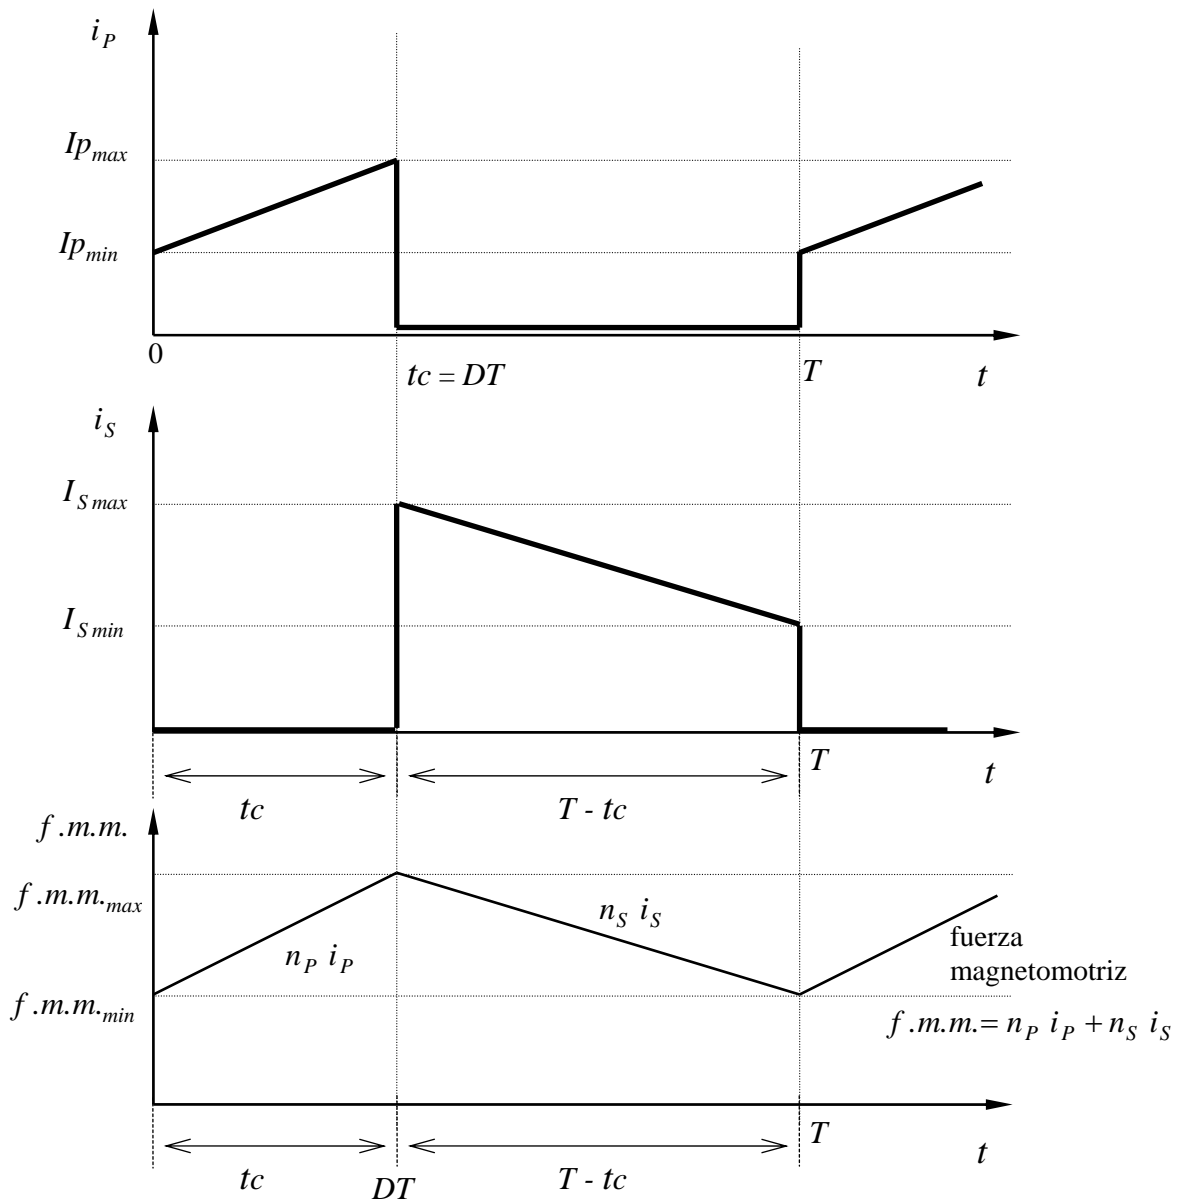 i_P
Ip_max
Ip_min
0
tc = DT
T
t
i_S
I_S max
I_S min
T
t
tc
T - tc
f .m.m.
f .m.m._max
n_S i_S
n_P i_P
fuerza
magnetomotriz
f .m.m._min
f .m.m.= n_P i_P + n_S i_S
T
t
tc
DT
T - tc